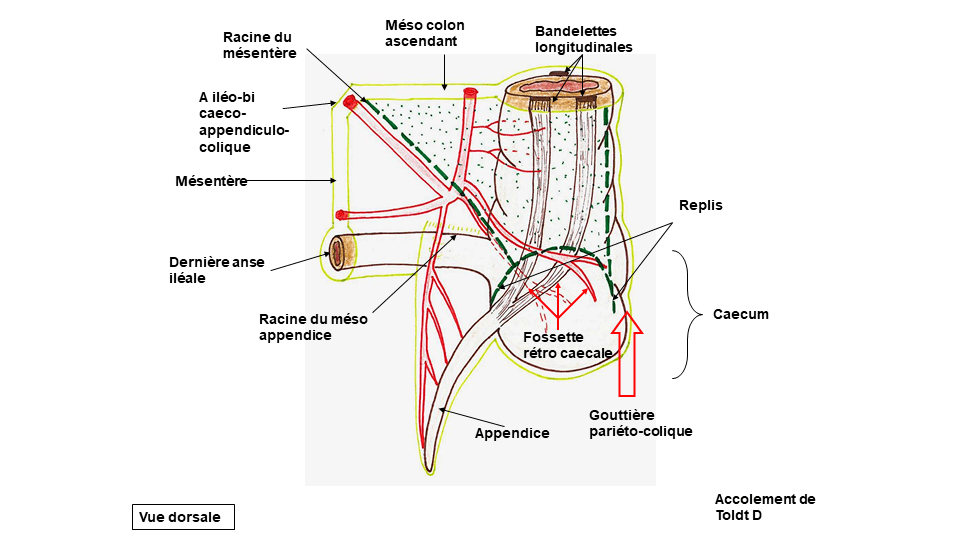 Racine du
mésentère
Méso colon
ascendant
Bandelettes
longitudinales
A iléo-bi
caeco-
appendiculo-
colique
Mésentère
Replis
Dernière anse
iléale
Racine du méso
appendice
Caecum
Fossette
rétro caecale
Gouttière
pariéto-colique
Appendice
Vue dorsale
Accolement de
Toldt D